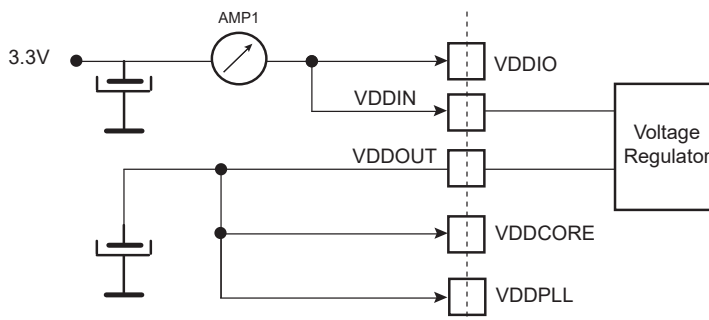 AMP1
3.3V
VDDIO
VDDIN
Voltage
Regulator
VDDOUT
VDDCORE
VDDPLL